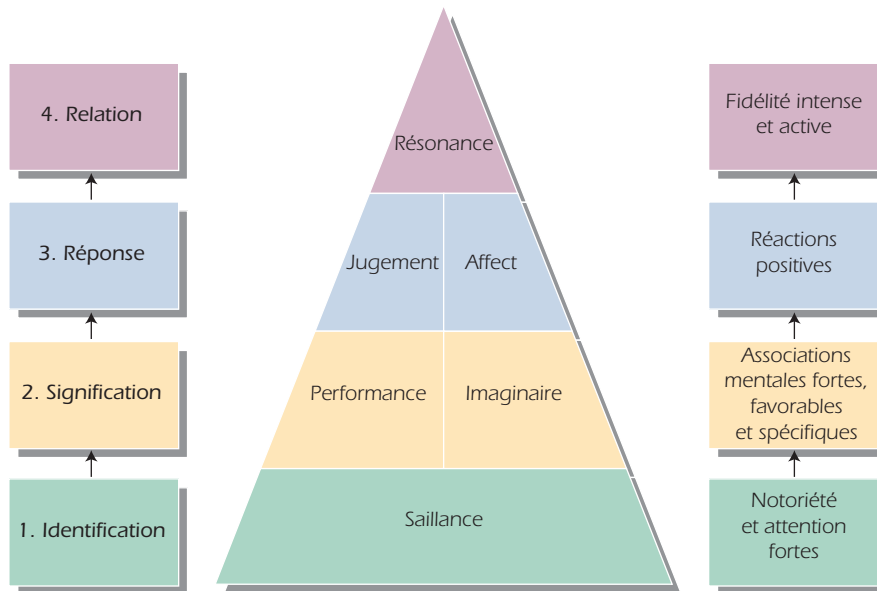 4. Relation
Résonance
Fidélité intense
et active
3. Réponse
Jugement
Affect
Réactions
positives
2. Signification
Performance
Imaginaire
Associations
mentales fortes,
favorables
et spécifiques
1. Identification
Saillance
Notoriété
et attention
fortes